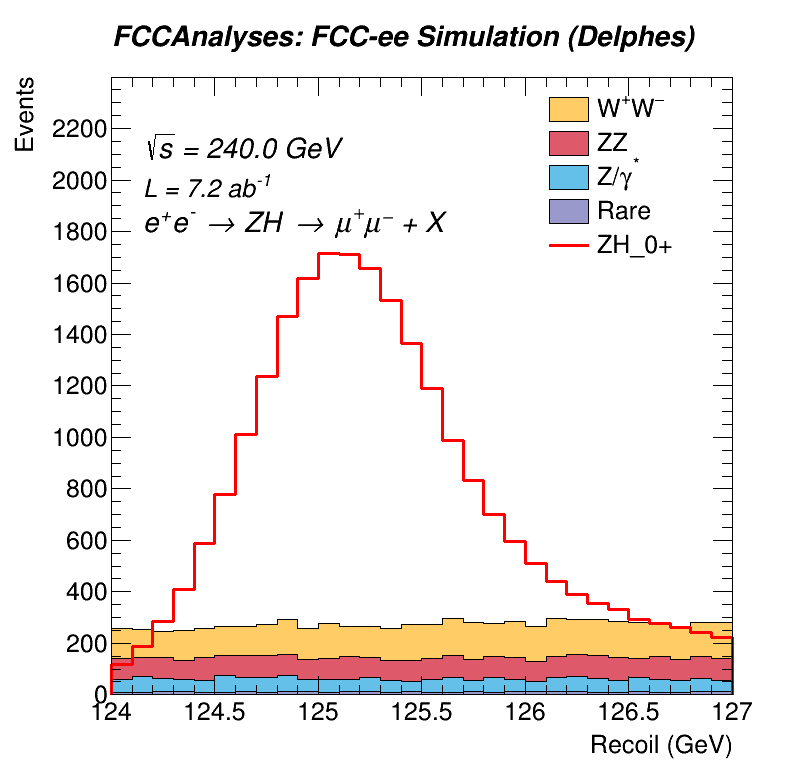 FCCAnalyses: FCC-ee Simulation (Delphes)
Events
√s = 240.0 GeV
L = 7.2 ab⁻¹
e⁺e⁻ → ZH → μ⁺μ⁻ + X
W⁺W⁻
ZZ
Z/γ*
Rare
ZH_0+
2200
2000
1800
1600
1400
1200
1000
800
600
400
200
0
124 124.5 125 125.5 126 126.5 127
Recoil (GeV)